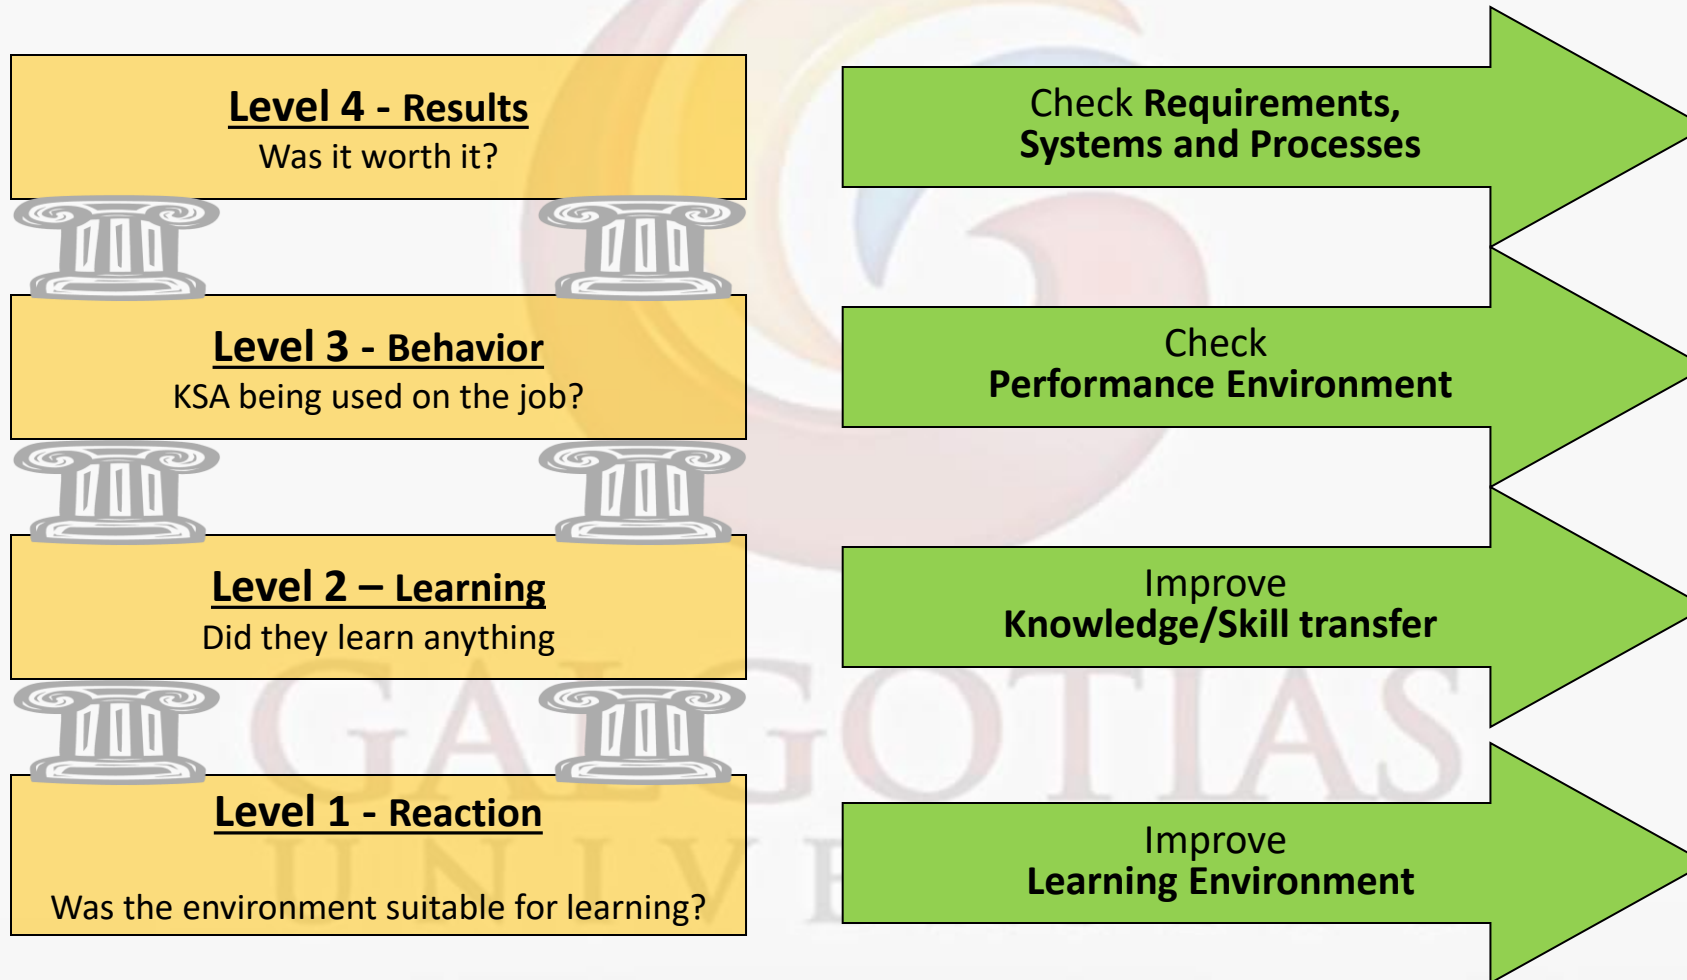 Level 4 - Results
Was it worth it?
Check Requirements,
Systems and Processes
Level 3 - Behavior
KSA being used on the job?
Check
Performance Environment
Level 2 – Learning
Did they learn anything
Improve
Knowledge/Skill transfer
Level 1 - Reaction
Was the environment suitable for learning?
Improve
Learning Environment
GALGOTIAS